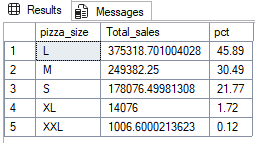 Results Messages
pizza_size Total_sales pct
1 L 375318.701004028 45.89
2 M 249382.25 30.49
3 S 178076.49981308 21.77
4 XL 14076 1.72
5 XXL 1006.6000213623 0.12